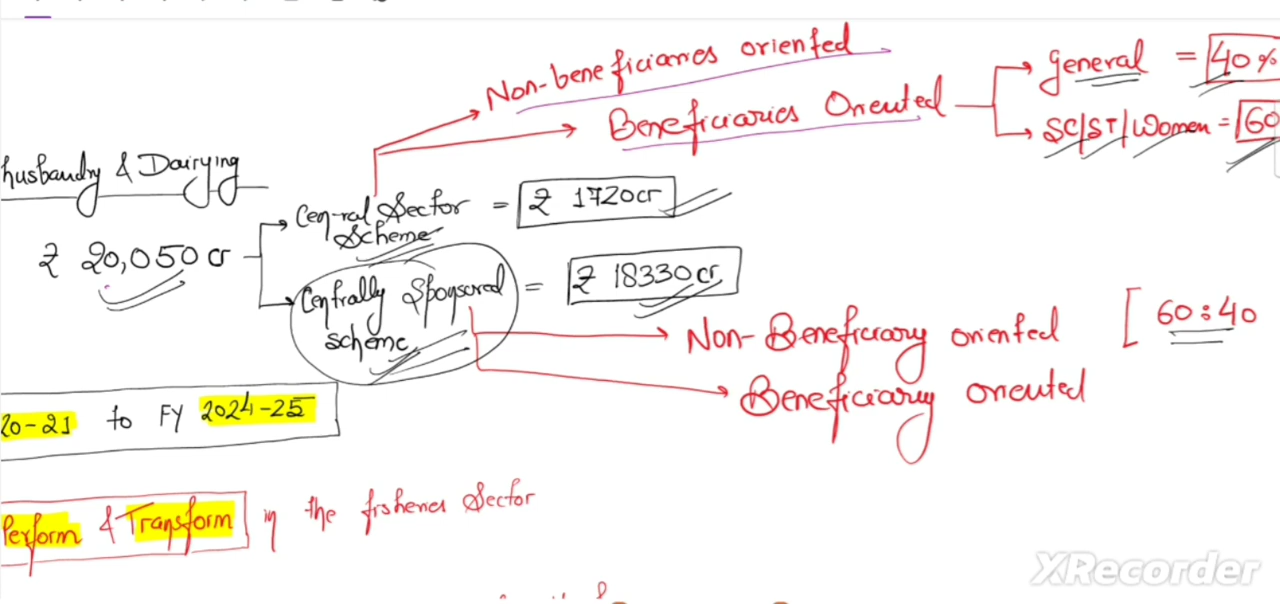 Non-beneficiaries oriented
Beneficiaries Oriented
General = 40%
SC/ST/Women = 60
husbandry & Dairying
₹ 20,050 cr
Central Sector Scheme = ₹ 1720cr
Centrally Sponsored scheme = ₹ 18330cr
Non-Beneficiary oriented [ 60:40
Beneficiary oriented
20-21 to FY 2024-25
Perform & Transform in the fisheries Sector
XRecorder